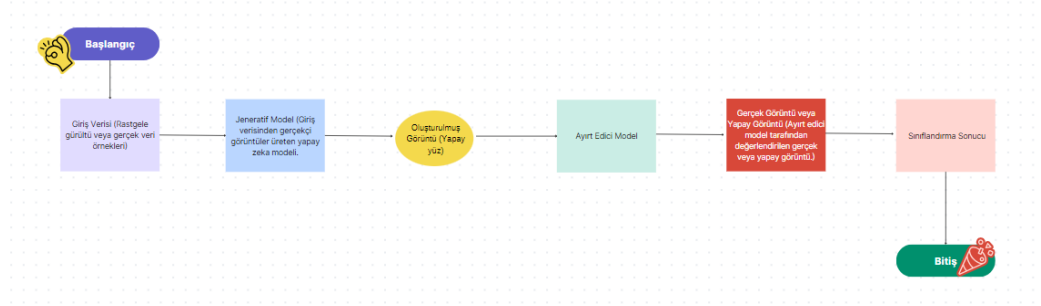 Başlangıç
Giriş Verisi (Rastgele
gürültü veya gerçek veri
örnekleri)
Jeneratif Model (Giriş
verisinden gerçekçi
görüntüler üreten yapay
zeka modeli.
Oluşturulmuş
Görüntü (Yapay
yüz)
Ayırt Edici Model
Gerçek Görüntü veya
Yapay Görüntü (Ayırt edici
model tarafından
değerlendirilen gerçek
veya yapay görüntü.)
Sınıflandırma Sonucu
Bitiş